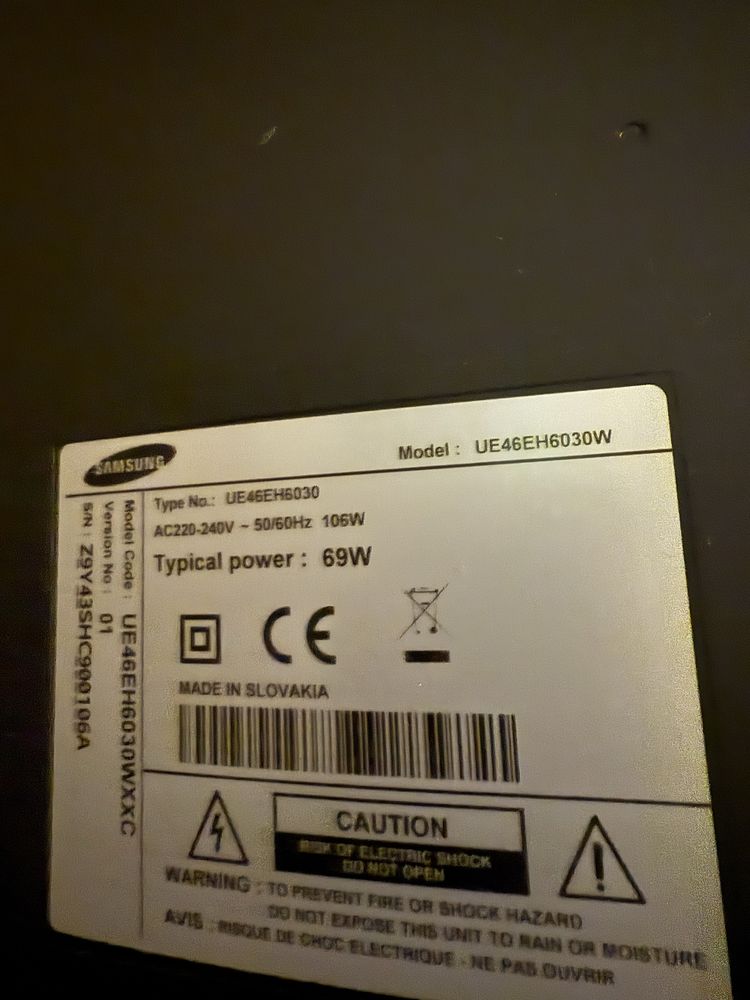 SAMSUNG
Model : UE46EH6030W
Type No.: UE46EH6030
AC220-240V ~ 50/60Hz 106W
Typical power : 69W
CE
MADE IN SLOVAKIA
Model Code : UE46EH6030WXXC
Version No : 01
S/N : Z9Y43SHC900106A
CAUTION
RISK OF ELECTRIC SHOCK
DO NOT OPEN
WARNING : TO PREVENT FIRE OR SHOCK HAZARD
DO NOT EXPOSE THIS UNIT TO RAIN OR MOISTURE
AVIS : RISQUE DE CHOC ELECTRIQUE - NE PAS OUVRIR